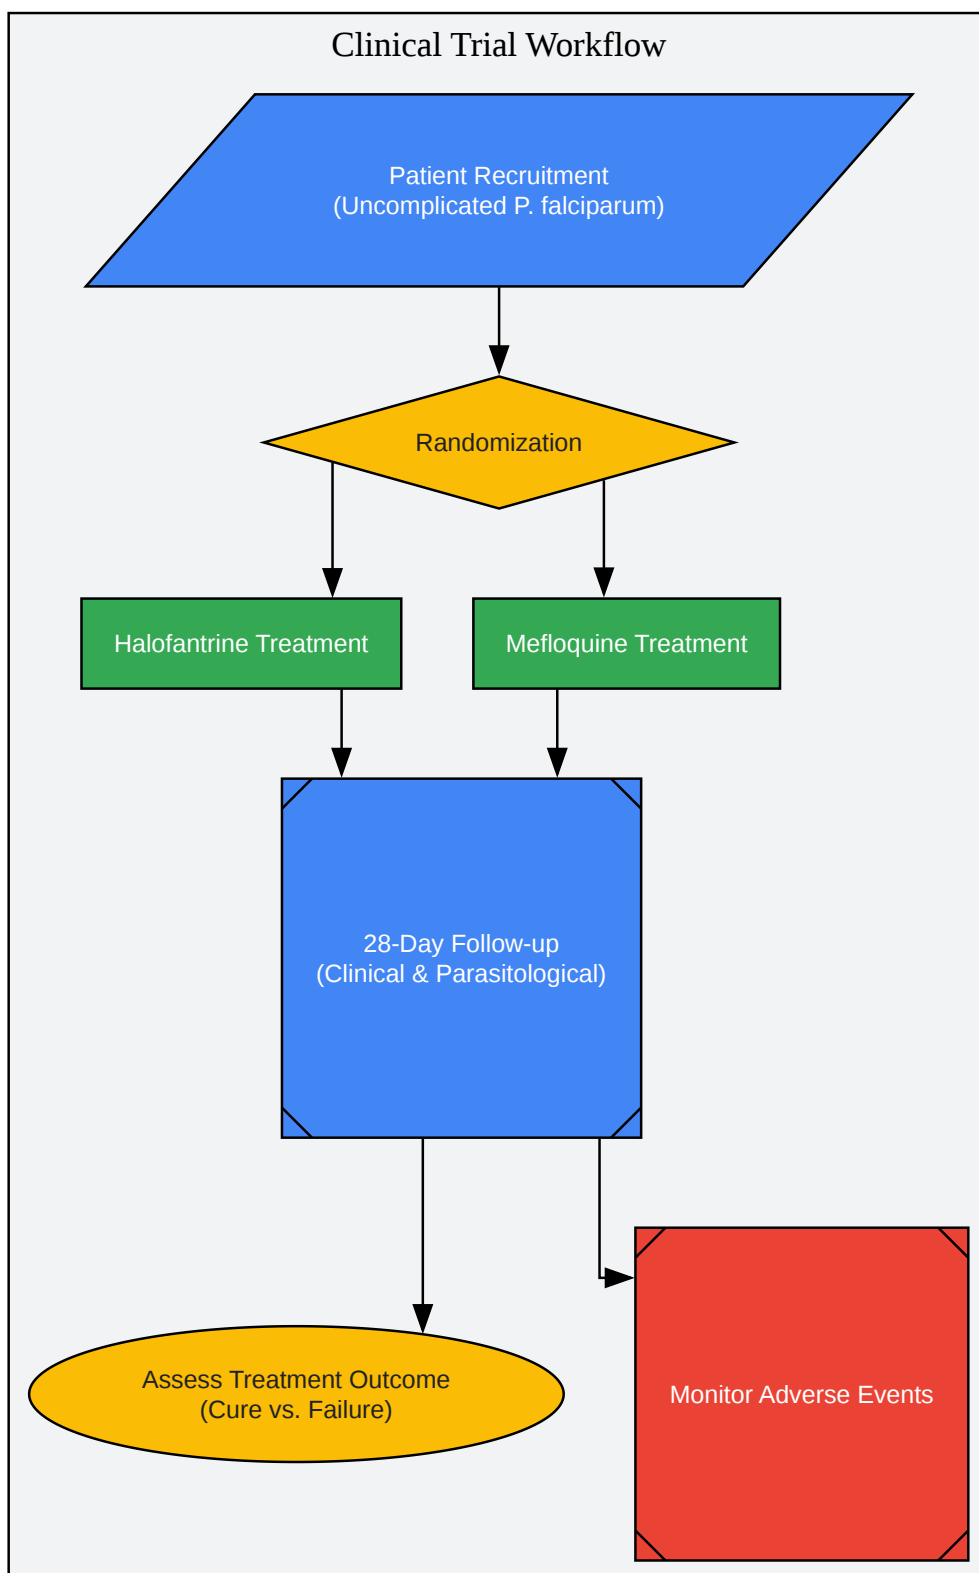 Clinical Trial Workflow
Patient Recruitment
(Uncomplicated P. falciparum)
Randomization
Halofantrine Treatment
Mefloquine Treatment
28-Day Follow-up
(Clinical & Parasitological)
Assess Treatment Outcome
(Cure vs. Failure)
Monitor Adverse Events